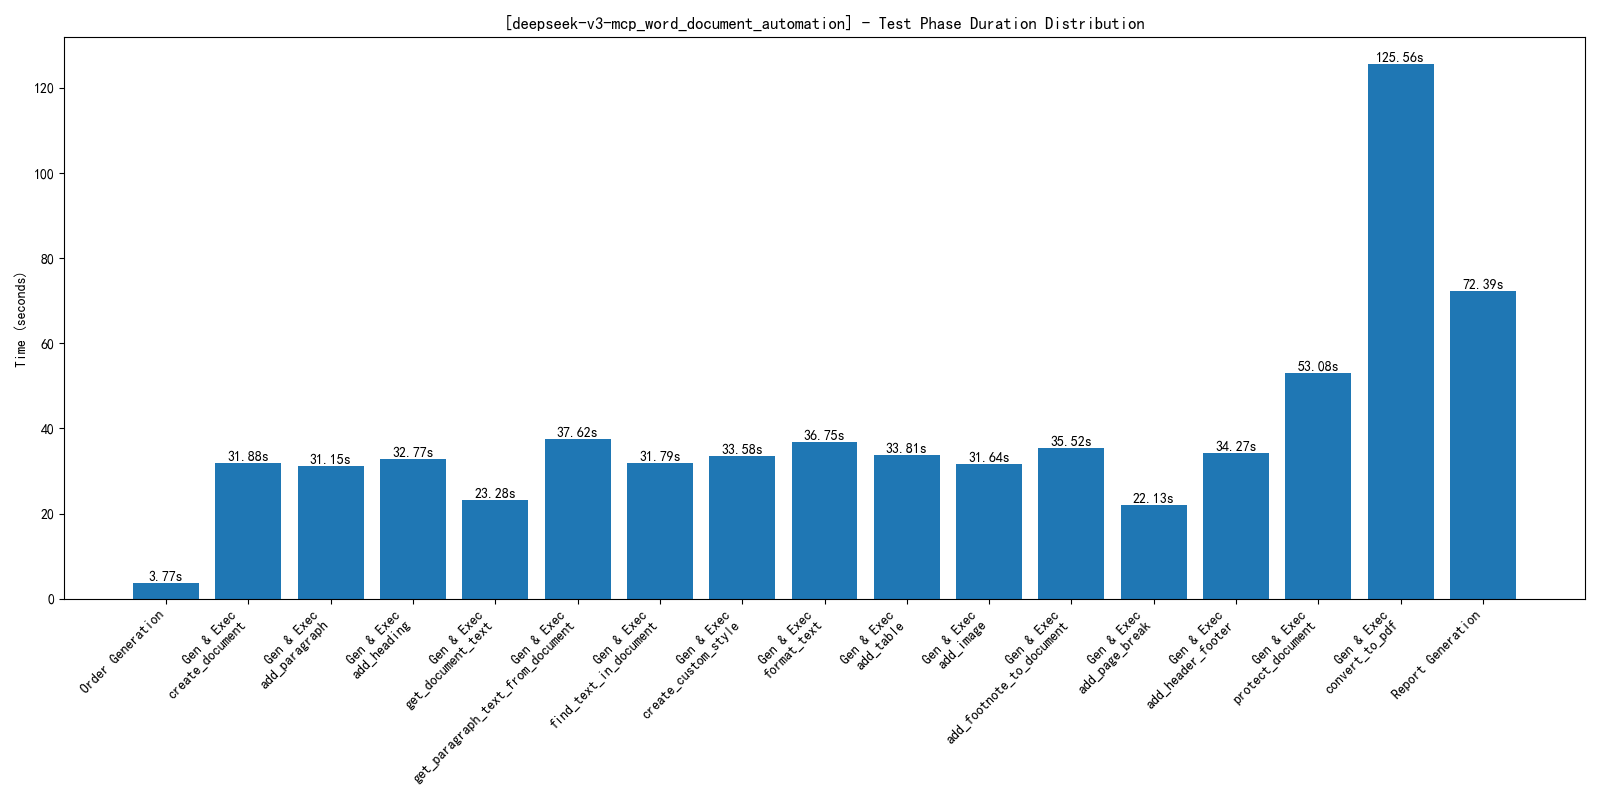 [deepseek-v3-mcp_word_document_automation] - Test Phase Duration Distribution
Time (seconds)
120
100
80
60
40
20
0
3.77s
31.88s
31.15s
32.77s
23.28s
37.62s
31.79s
33.58s
36.75s
33.81s
31.64s
35.52s
22.13s
34.27s
53.08s
125.56s
72.39s
Order Generation
Gen & Exec
create_document
Gen & Exec
add_paragraph
Gen & Exec
add_heading
Gen & Exec
get_document_text
Gen & Exec
get_paragraph_text_from_document
Gen & Exec
find_text_in_document
Gen & Exec
create_custom_style
Gen & Exec
format_text
Gen & Exec
add_table
Gen & Exec
add_image
Gen & Exec
add_footnote_to_document
Gen & Exec
add_page_break
Gen & Exec
add_header_footer
Gen & Exec
protect_document
Gen & Exec
convert_to_pdf
Report Generation